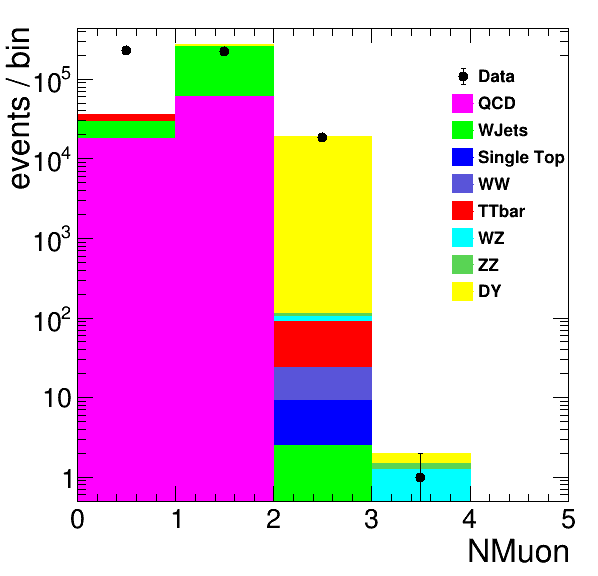 events / bin
10^5
10^4
10^3
10^2
10
1
0 1 2 3 4 5
NMuon
Data
QCD
WJets
Single Top
WW
TTbar
WZ
ZZ
DY